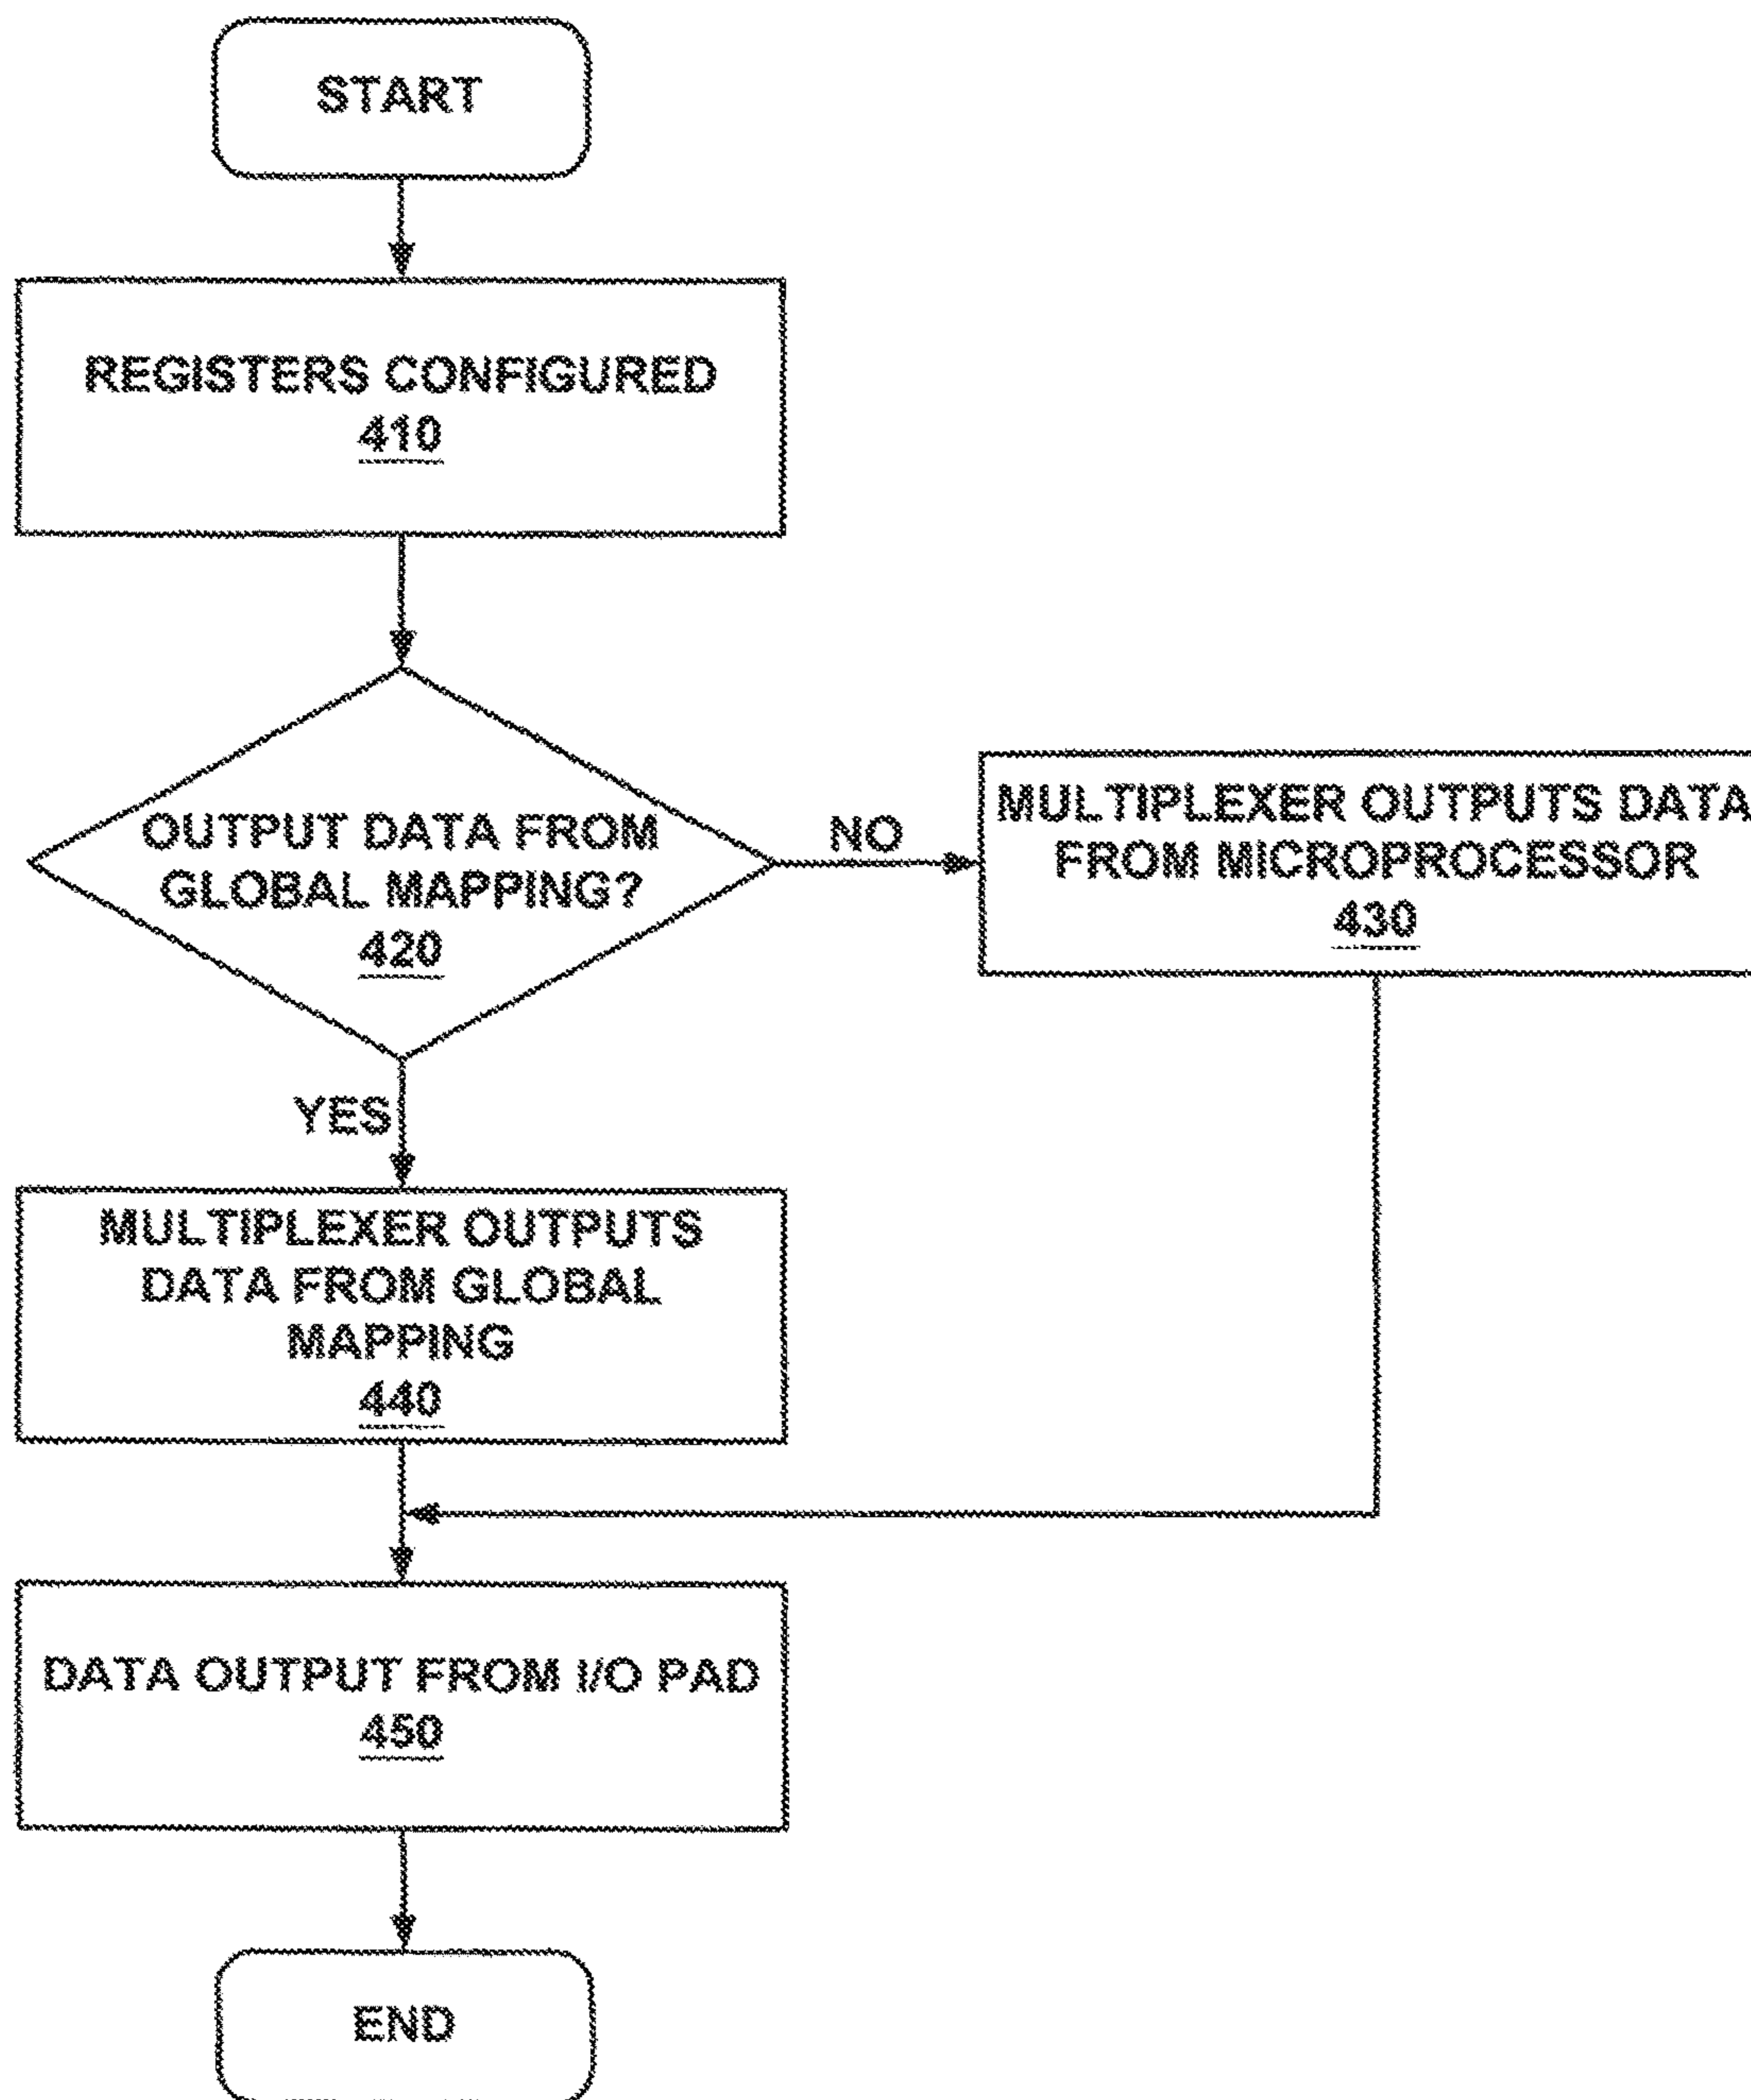 START
REGISTERS CONFIGURED
410
OUTPUT DATA FROM
GLOBAL MAPPING?
420
NO
MULTIPLEXER OUTPUTS DATA
FROM MICROPROCESSOR
430
YES
MULTIPLEXER OUTPUTS
DATA FROM GLOBAL
MAPPING
440
DATA OUTPUT FROM I/O PAD
450
END